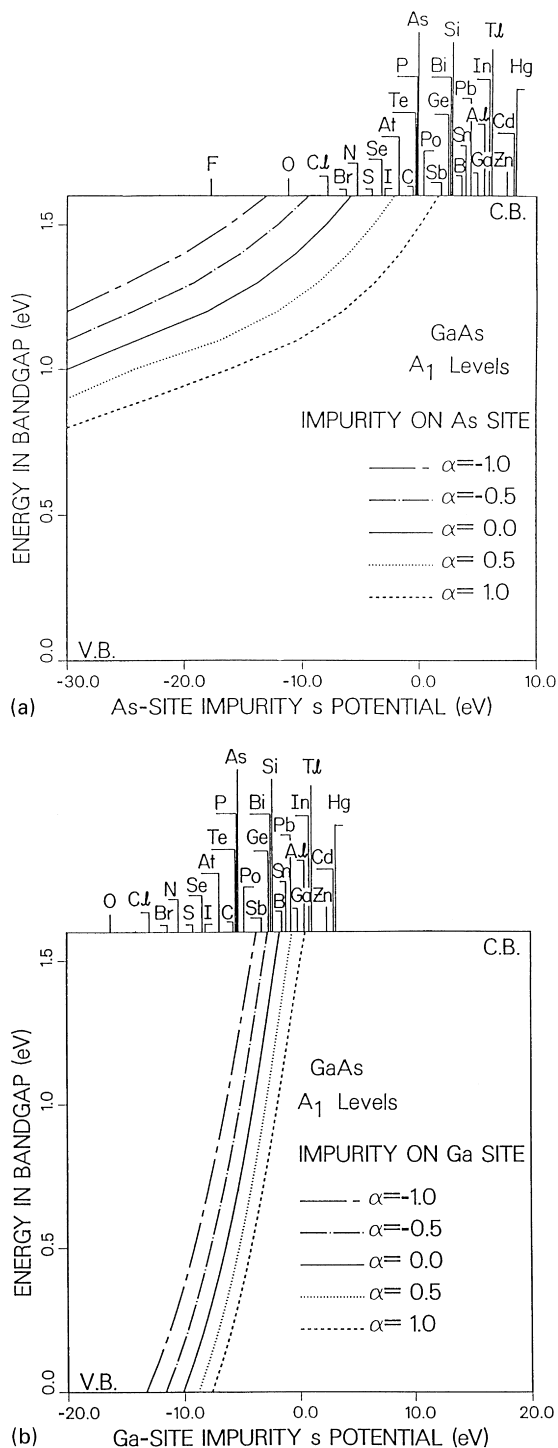 As
Si
Tl
P
Bi
In
Hg
Te
Ge
Pb
Al
At
Po
Sn
Cd
F
O
Cl
N
Se
Br
S
I
C
Sb
B
Ga
Zn
1.5
C.B.
ENERGY IN BANDGAP (eV)
GaAs
A1 Levels
1.0
IMPURITY ON As SITE
α=-1.0
α=-0.5
0.5
α= 0.0
α= 0.5
α= 1.0
0.0
V.B.
-30.0
-20.0
-10.0
0.0
10.0
(a)
As-SITE IMPURITY s POTENTIAL (eV)
As
Si
Tl
P
Bi
In
Hg
Te
Ge
Pb
Al
At
Po
Sn
Cd
O
Cl
N
Se
Br
S
I
C
Sb
B
Ga
Zn
1.5
C.B.
ENERGY IN BANDGAP (eV)
GaAs
A1 Levels
1.0
IMPURITY ON Ga SITE
α=-1.0
α=-0.5
0.5
α= 0.0
α= 0.5
α= 1.0
0.0
V.B.
-20.0
-10.0
0.0
10.0
20.0
(b)
Ga-SITE IMPURITY s POTENTIAL (eV)